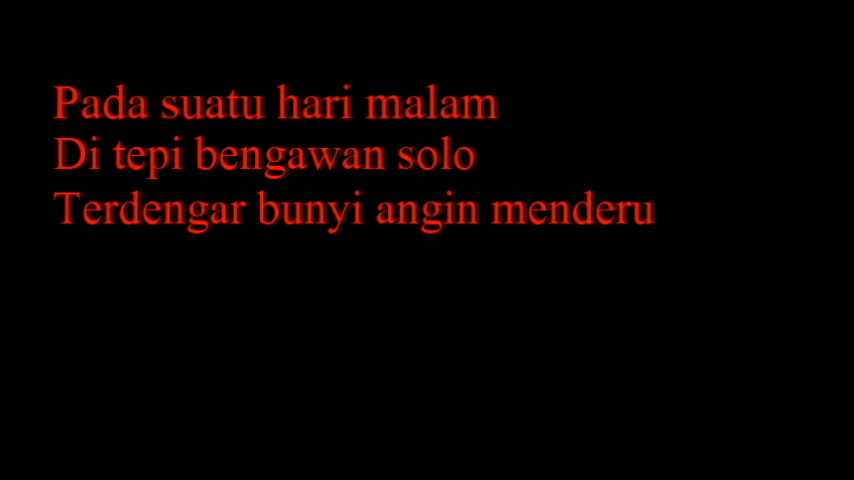 Pada suatu hari malam
Di tepi bengawan solo
Terdengar bunyi angin menderu